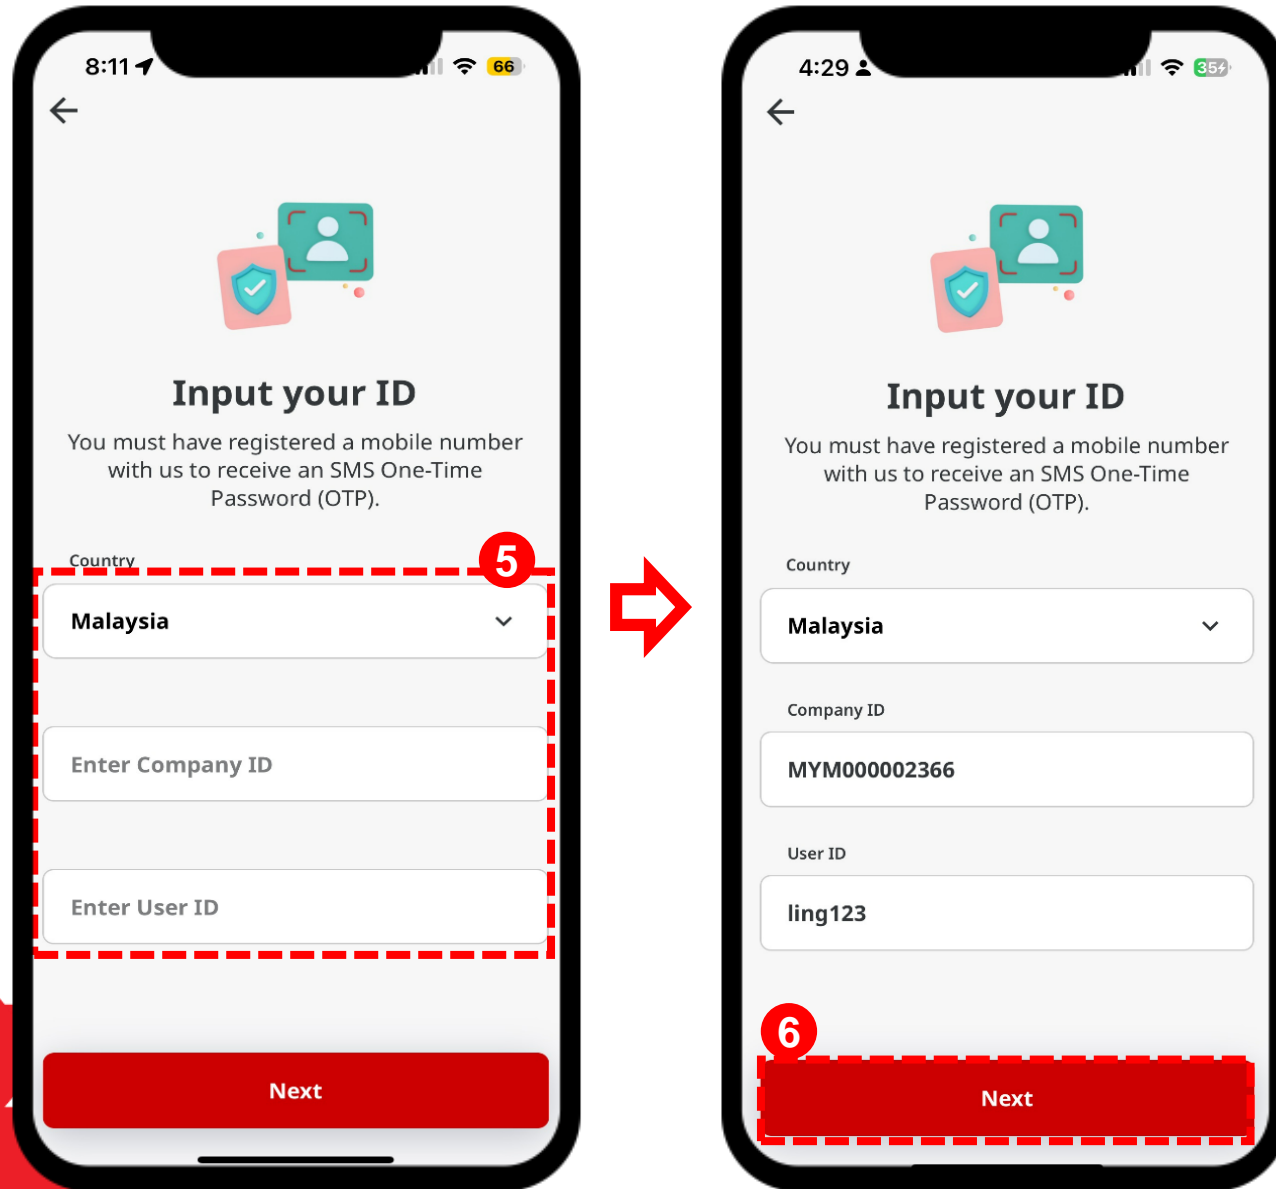 8:11
66
Input your ID
You must have registered a mobile number
with us to receive an SMS One-Time
Password (OTP).
Country
5
Malaysia
Enter Company ID
Enter User ID
Next
4:29
35
Input your ID
You must have registered a mobile number
with us to receive an SMS One-Time
Password (OTP).
Country
Malaysia
Company ID
MYM000002366
User ID
ling123
6
Next